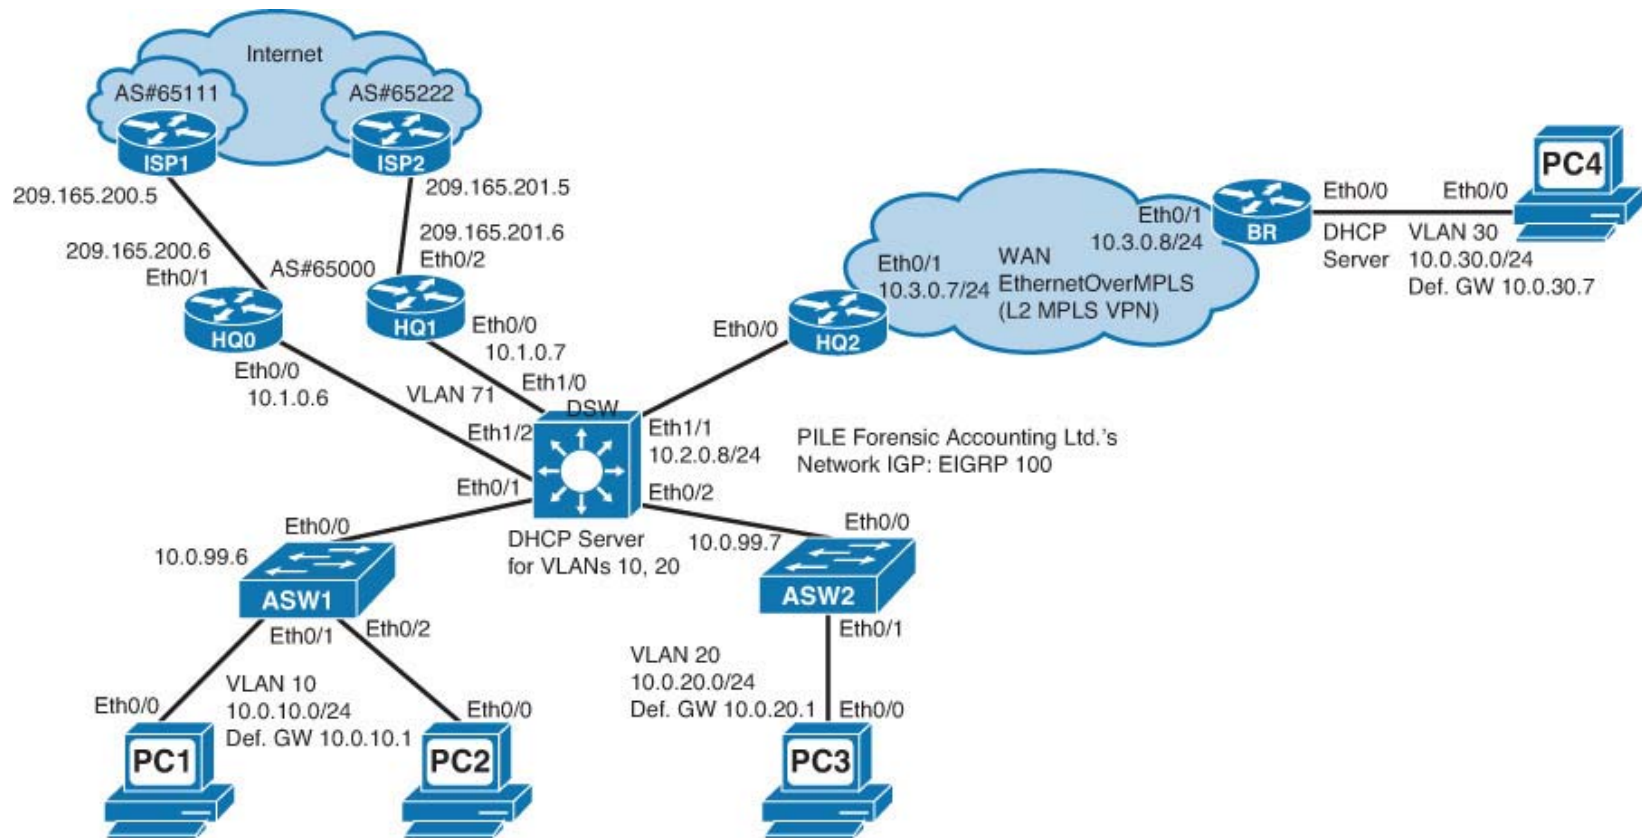 Internet
AS#65111
AS#65222
ISP1
ISP2
209.165.200.5
209.165.201.5
209.165.200.6
Eth0/1
AS#65000
209.165.201.6
Eth0/2
HQ0
HQ1
Eth0/0
10.1.0.6
Eth0/0
10.1.0.7
VLAN 71
Eth1/0
DSW
Eth1/2
Eth0/1
Eth1/1
10.2.0.8/24
Eth0/2
Eth0/0
HQ2
Eth0/1
10.3.0.7/24
WAN
EthernetOverMPLS
(L2 MPLS VPN)
Eth0/1
10.3.0.8/24
BR
Eth0/0
DHCP
Server
Eth0/0
VLAN 30
10.0.30.0/24
Def. GW 10.0.30.7
PC4
PILE Forensic Accounting Ltd.’s
Network IGP: EIGRP 100
DHCP Server
for VLANs 10, 20
Eth0/0
10.0.99.6
ASW1
Eth0/1
Eth0/2
10.0.99.7
Eth0/0
ASW2
Eth0/1
Eth0/0
VLAN 10
10.0.10.0/24
Def. GW 10.0.10.1
Eth0/0
PC1
PC2
VLAN 20
10.0.20.0/24
Def. GW 10.0.20.1
Eth0/0
PC3